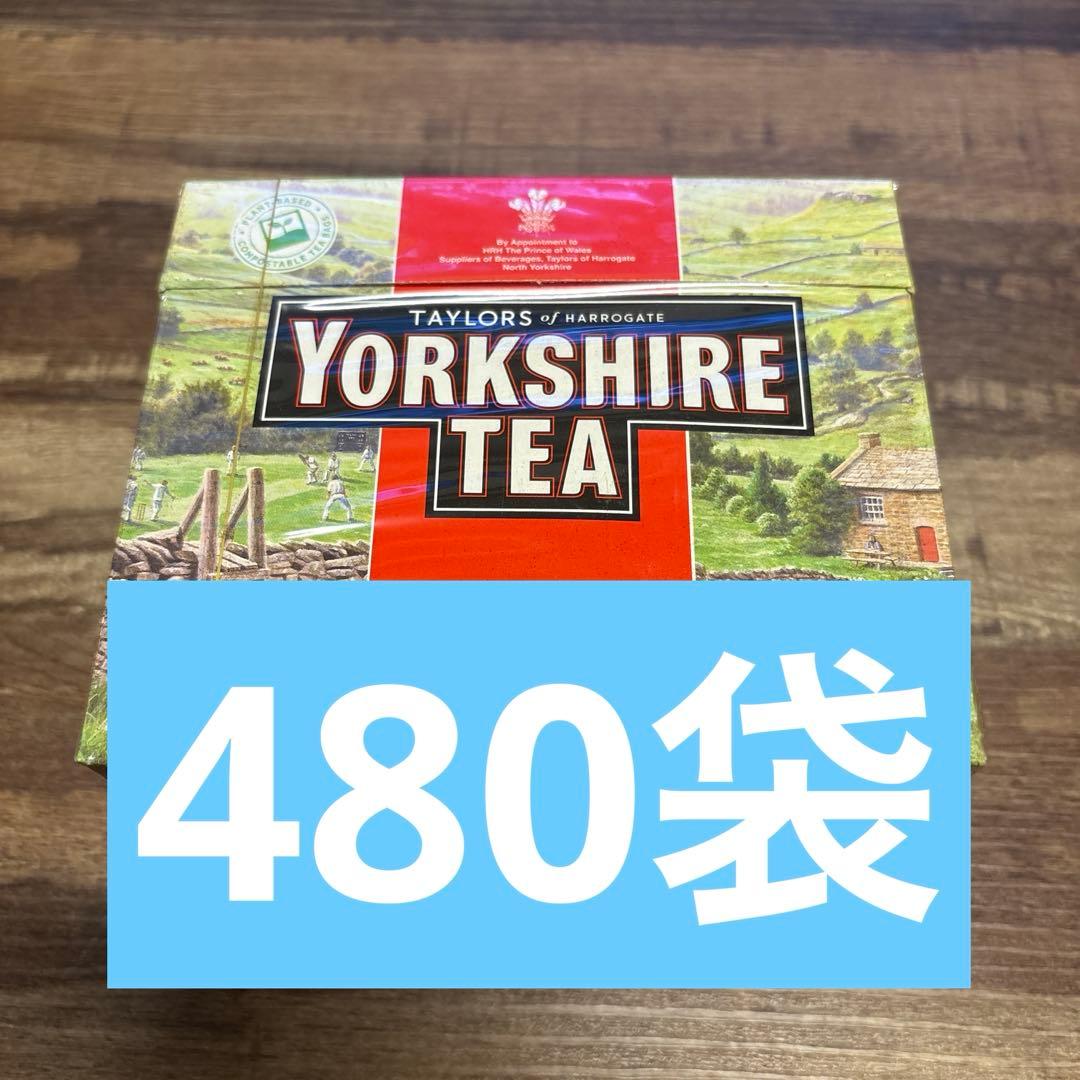 PLANT-BASED
COMPOSTABLE TEA BAGS
By Appointment to
HRH The Prince of Wales
Suppliers of Beverages, Taylors of Harrogate
North Yorkshire
TAYLORS of HARROGATE
YORKSHIRE
TEA
480袋